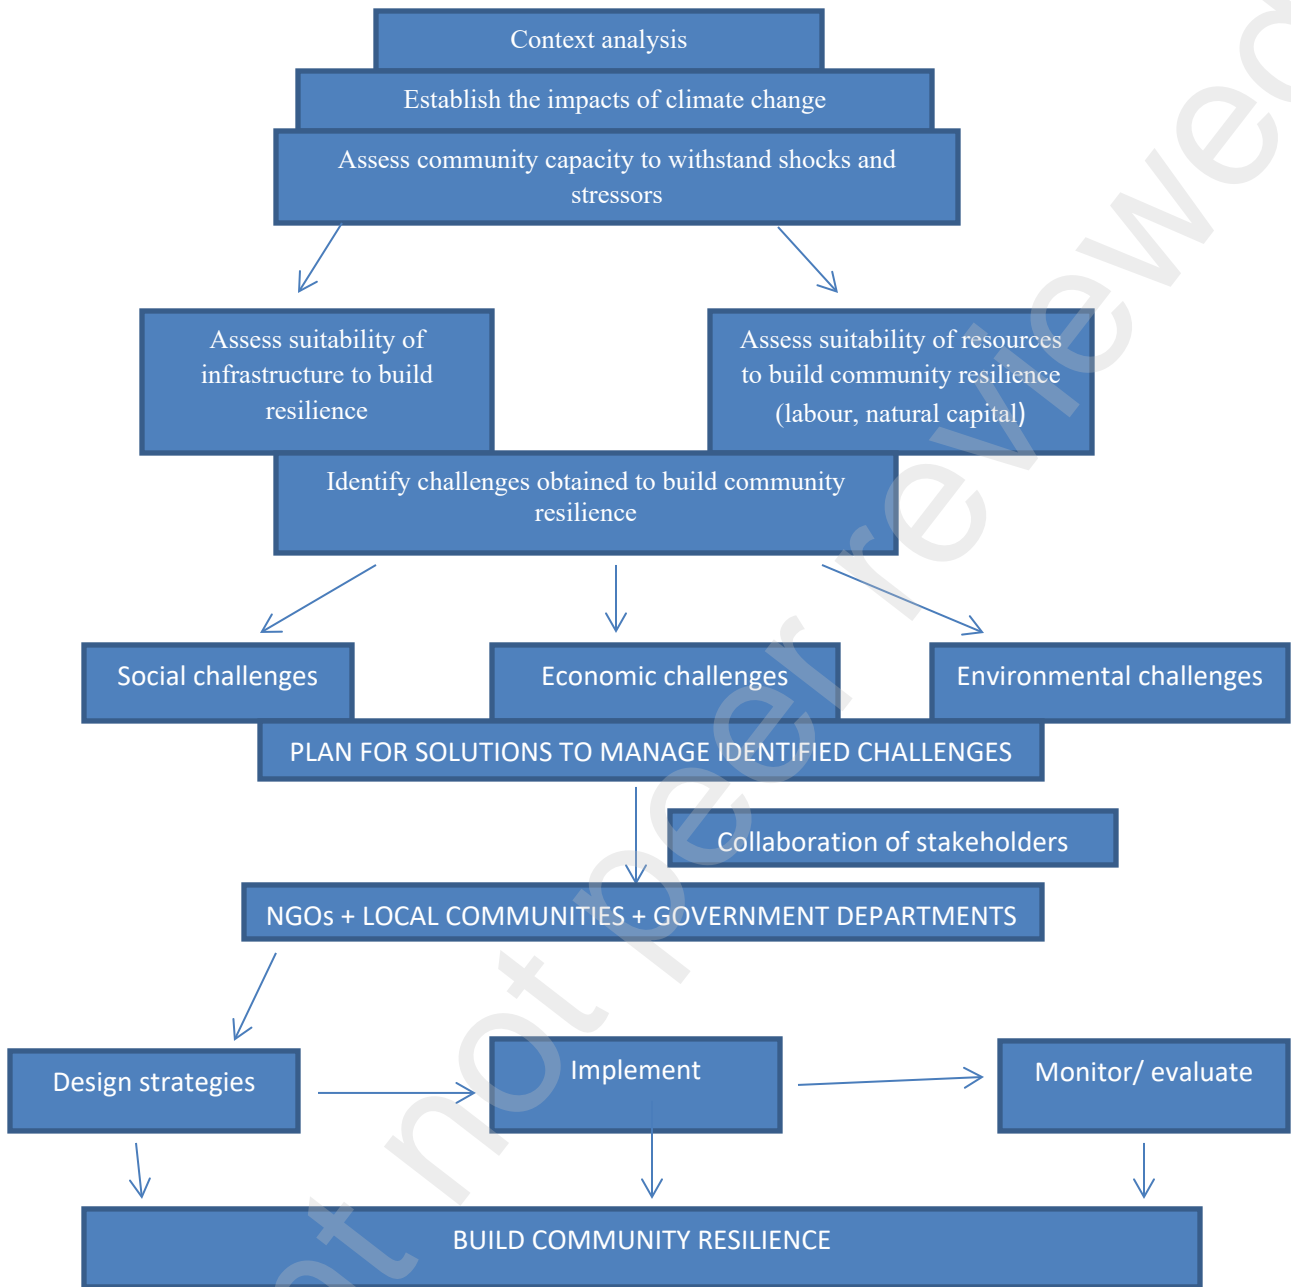 Context analysis
Establish the impacts of climate change
Assess community capacity to withstand shocks and
stressors
Assess suitability of
infrastructure to build
resilience
Assess suitability of resources
to build community resilience
(labour, natural capital)
Identify challenges obtained to build community
resilience
Social challenges
Economic challenges
Environmental challenges
PLAN FOR SOLUTIONS TO MANAGE IDENTIFIED CHALLENGES
Collaboration of stakeholders
NGOs + LOCAL COMMUNITIES + GOVERNMENT DEPARTMENTS
Design strategies
Implement
Monitor/ evaluate
BUILD COMMUNITY RESILIENCE
not peer reviewed